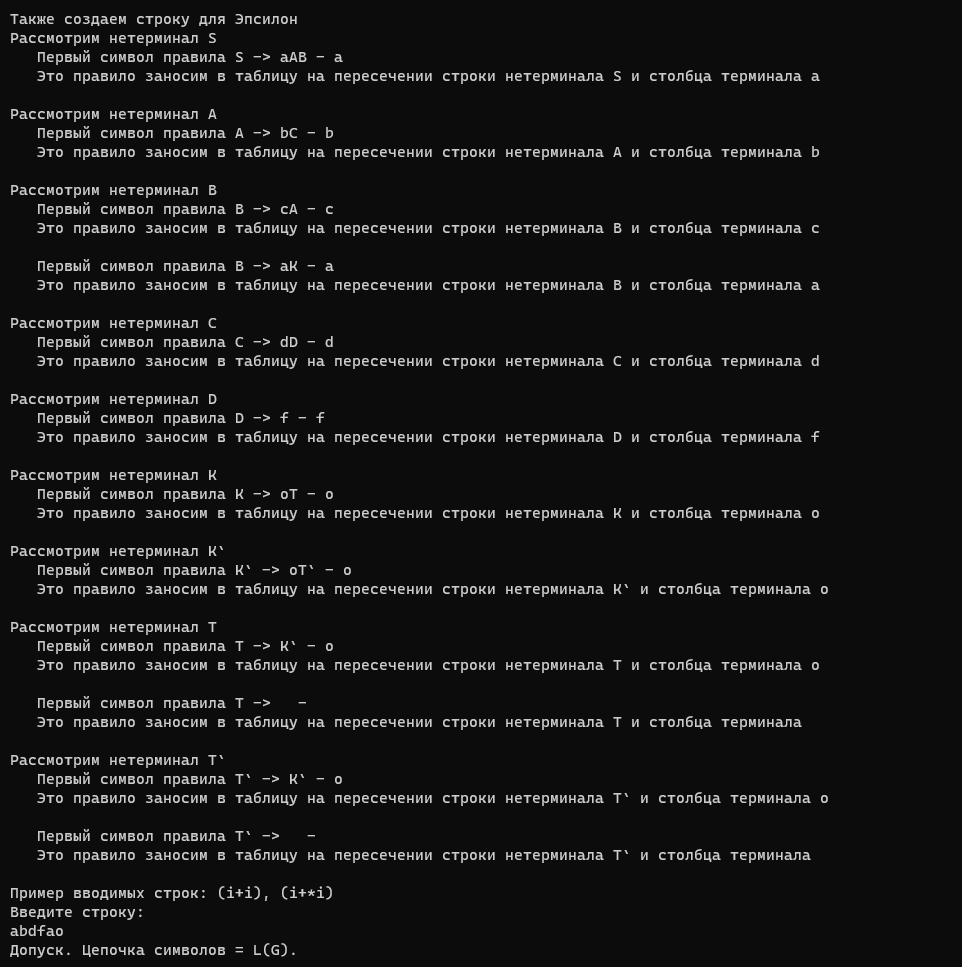 Также создаем строку для Эпсилон
Рассмотрим нетерминал S
Первый символ правила S -> aAB - a
Это правило заносим в таблицу на пересечении строки нетерминала S и столбца терминала a
Рассмотрим нетерминал A
Первый символ правила A -> bC - b
Это правило заносим в таблицу на пересечении строки нетерминала A и столбца терминала b
Рассмотрим нетерминал B
Первый символ правила B -> cA - c
Это правило заносим в таблицу на пересечении строки нетерминала B и столбца терминала c
Первый символ правила B -> aK - a
Это правило заносим в таблицу на пересечении строки нетерминала B и столбца терминала a
Рассмотрим нетерминал C
Первый символ правила C -> dD - d
Это правило заносим в таблицу на пересечении строки нетерминала C и столбца терминала d
Рассмотрим нетерминал D
Первый символ правила D -> f - f
Это правило заносим в таблицу на пересечении строки нетерминала D и столбца терминала f
Рассмотрим нетерминал K
Первый символ правила K -> oT - o
Это правило заносим в таблицу на пересечении строки нетерминала K и столбца терминала o
Рассмотрим нетерминал K‛
Первый символ правила K‛ -> oT‛ - o
Это правило заносим в таблицу на пересечении строки нетерминала K‛ и столбца терминала o
Рассмотрим нетерминал T
Первый символ правила T -> K‛ - o
Это правило заносим в таблицу на пересечении строки нетерминала T и столбца терминала o
Первый символ правила T ->   -
Это правило заносим в таблицу на пересечении строки нетерминала T и столбца терминала
Рассмотрим нетерминал T‛
Первый символ правила T‛ -> K‛ - o
Это правило заносим в таблицу на пересечении строки нетерминала T‛ и столбца терминала o
Первый символ правила T‛ ->   -
Это правило заносим в таблицу на пересечении строки нетерминала T‛ и столбца терминала
Пример вводимых строк: (i+i), (i+*i)
Введите строку:
abdfao
Допуск. Цепочка символов = L(G).